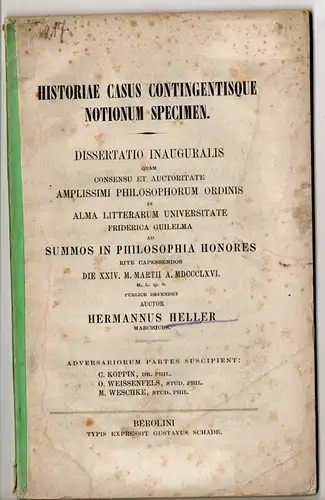 HISTORIAE CASUS CONTINGENTISQUE
NOTIONUM SPECIMEN.
DISSERTATIO INAUGURALIS
QUAM
CONSENSU ET AUCTORITATE
AMPLISSIMI PHILOSOPHORUM ORDINIS
IN
ALMA LITTERARUM UNIVERSITATE
FRIDERICA GUILELMA
AD
SUMMOS IN PHILOSOPHIA HONORES
RITE CAPESSENDOS
DIE XXIV. M. MARTII A. MDCCCLXVI.
H. L. Q. S.
PUBLICE DEFENDET
AUCTOR
HERMANNUS HELLER
MARCHICUS.
ADVERSARIORUM PARTES SUSCIPIENT:
C. KOPPIN, DR. PHIL.
O. WEISSENFELS, STUD. PHIL.
M. WESCHKE, STUD. PHIL.
BEROLINI
TYPIS EXPRESSIT GUSTAVUS SCHADE.